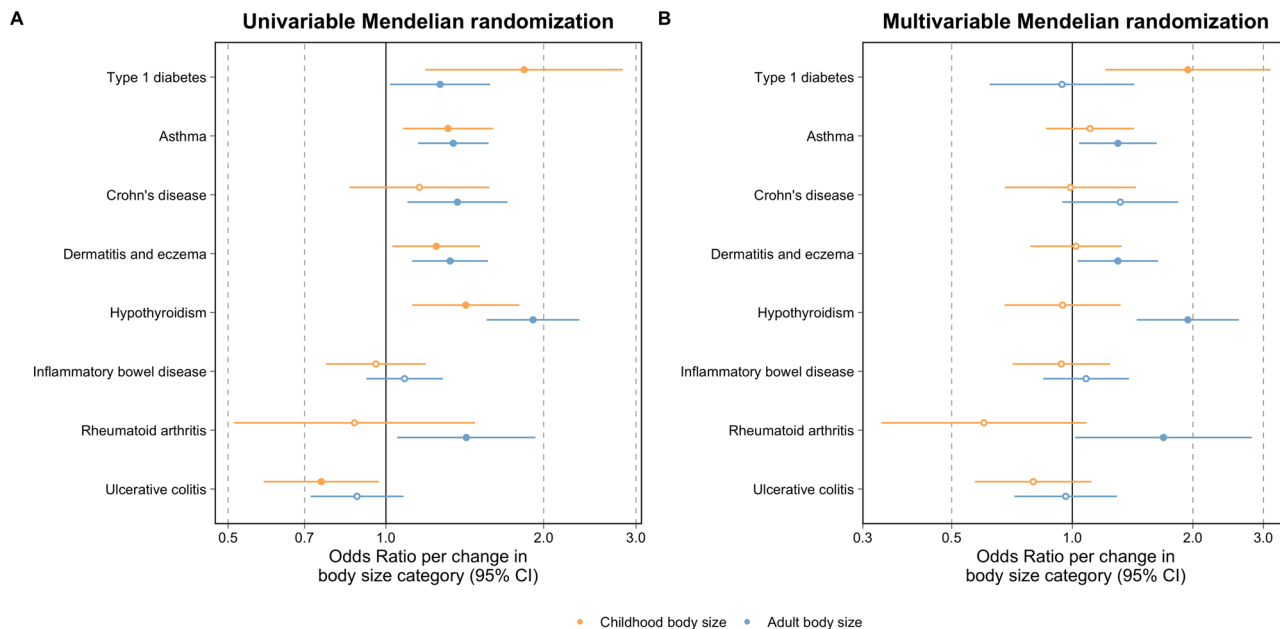 A
Univariable Mendelian randomization
Type 1 diabetes
Asthma
Crohn's disease
Dermatitis and eczema
Hypothyroidism
Inflammatory bowel disease
Rheumatoid arthritis
Ulcerative colitis
0.5 0.7 1.0 2.0 3.0
Odds Ratio per change in
body size category (95% CI)
B
Multivariable Mendelian randomization
Type 1 diabetes
Asthma
Crohn's disease
Dermatitis and eczema
Hypothyroidism
Inflammatory bowel disease
Rheumatoid arthritis
Ulcerative colitis
0.3 0.5 1.0 2.0 3.0
Odds Ratio per change in
body size category (95% CI)
Childhood body size Adult body size